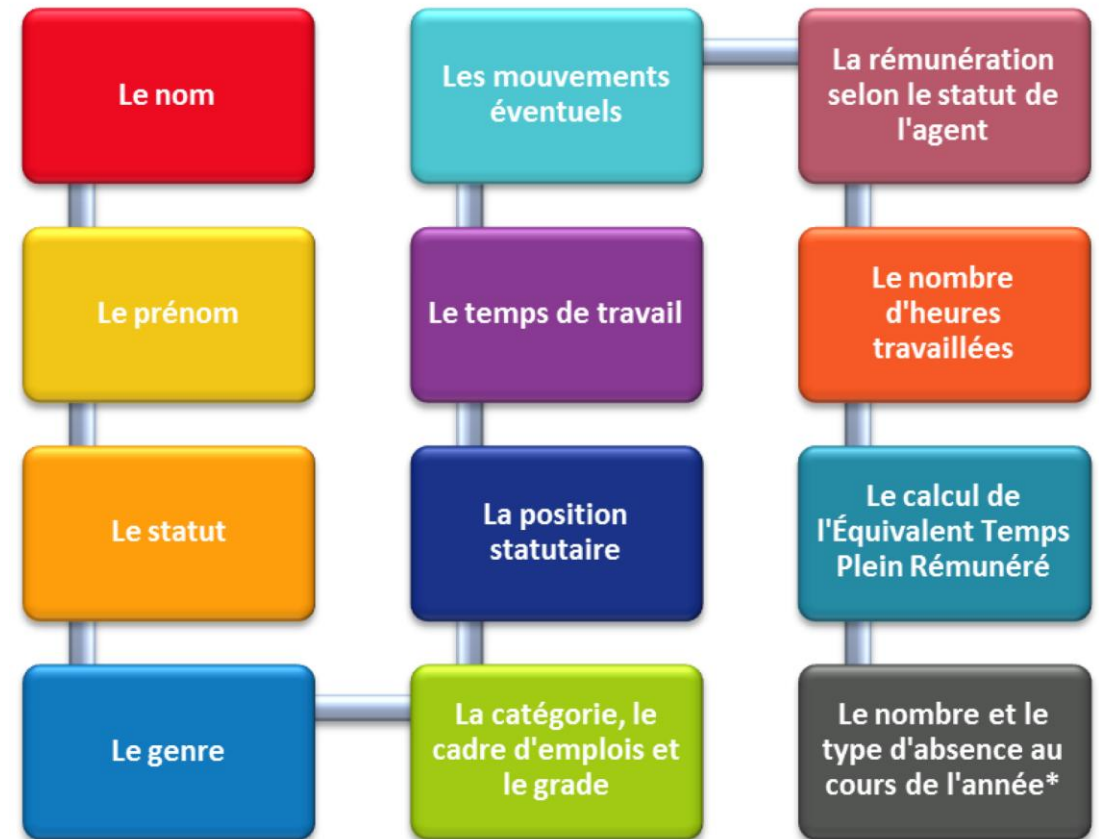 Le nom
Le prénom
Le statut
Le genre
La catégorie, le
cadre d'emplois et
le grade
La position
statutaire
Le temps de travail
Les mouvements
éventuels
La rémunération
selon le statut de
l'agent
Le nombre
d'heures
travaillées
Le calcul de
l'Équivalent Temps
Plein Rémunéré
Le nombre et le
type d'absence au
cours de l'année*